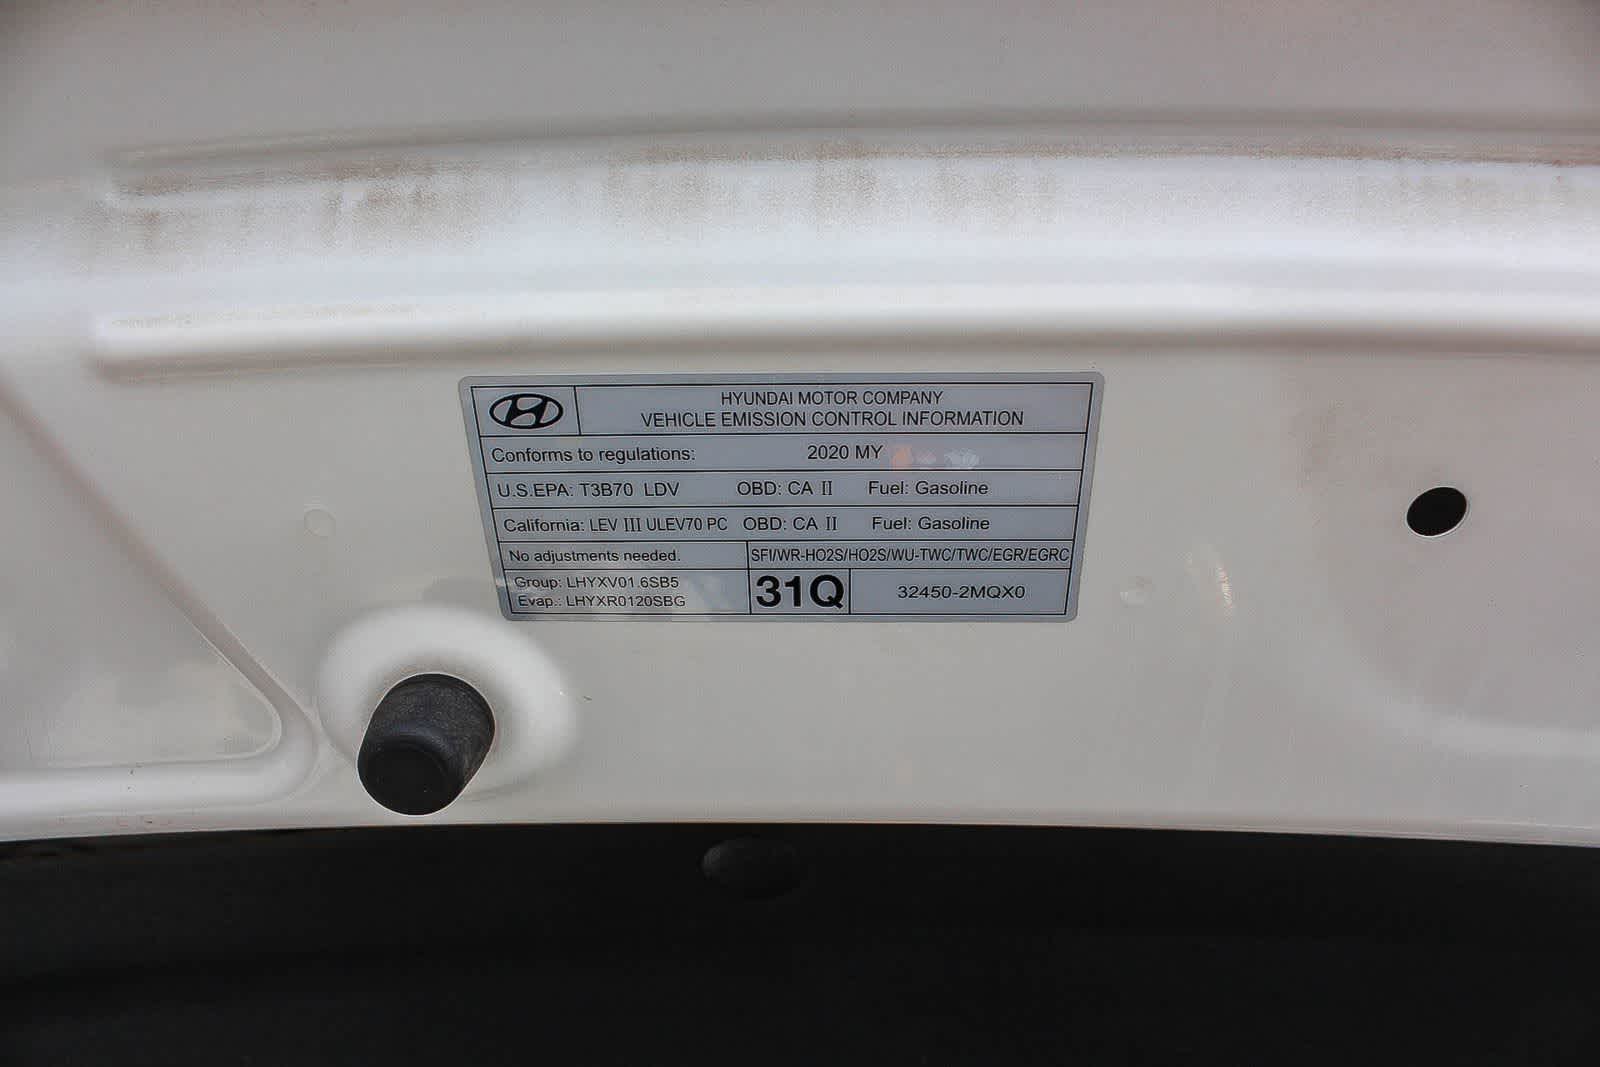 HYUNDAI MOTOR COMPANY
VEHICLE EMISSION CONTROL INFORMATION
Conforms to regulations: 2020 MY
U.S.EPA: T3B70 LDV OBD: CA II Fuel: Gasoline
California: LEV III ULEV70 PC OBD: CA II Fuel: Gasoline
No adjustments needed. SFI/WR-HO2S/HO2S/WU-TWC/TWC/EGR/EGRC
Group: LHYXV01.6SB5
Evap.: LHYXR0120SBG
31Q
32450-2MQX0